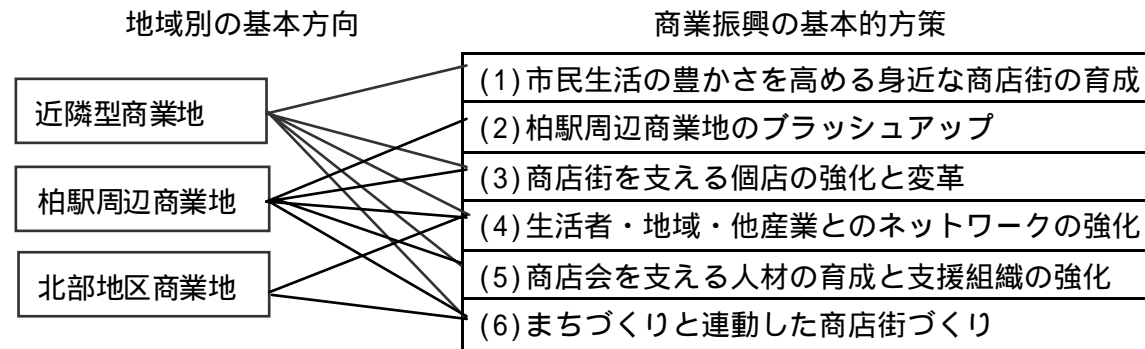 地域別の基本方向
商業振興の基本的方策
近隣型商業地
柏駅周辺商業地
北部地区商業地
(1)市民生活の豊かさを高める身近な商店街の育成
(2)柏駅周辺商業地のブラッシュアップ
(3)商店街を支える個店の強化と変革
(4)生活者・地域・他産業とのネットワークの強化
(5)商店会を支える人材の育成と支援組織の強化
(6)まちづくりと連動した商店街づくり